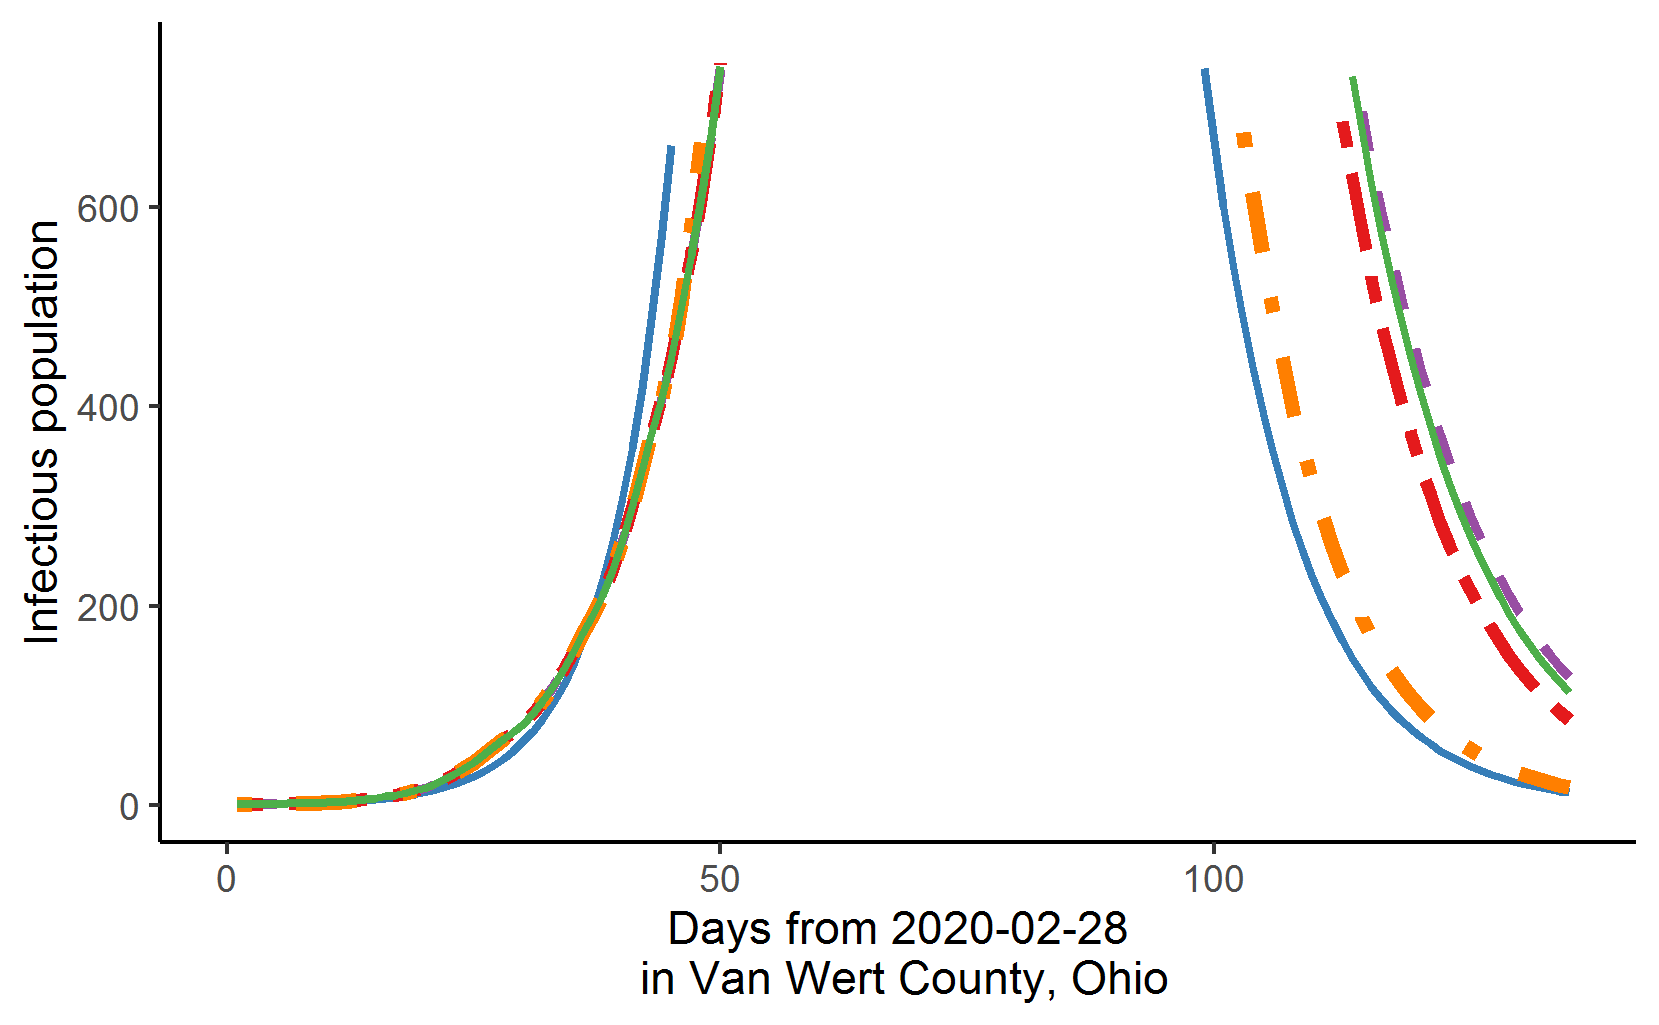 Infectious population
600
400
200
0
0
50
100
Days from 2020-02-28
in Van Wert County, Ohio